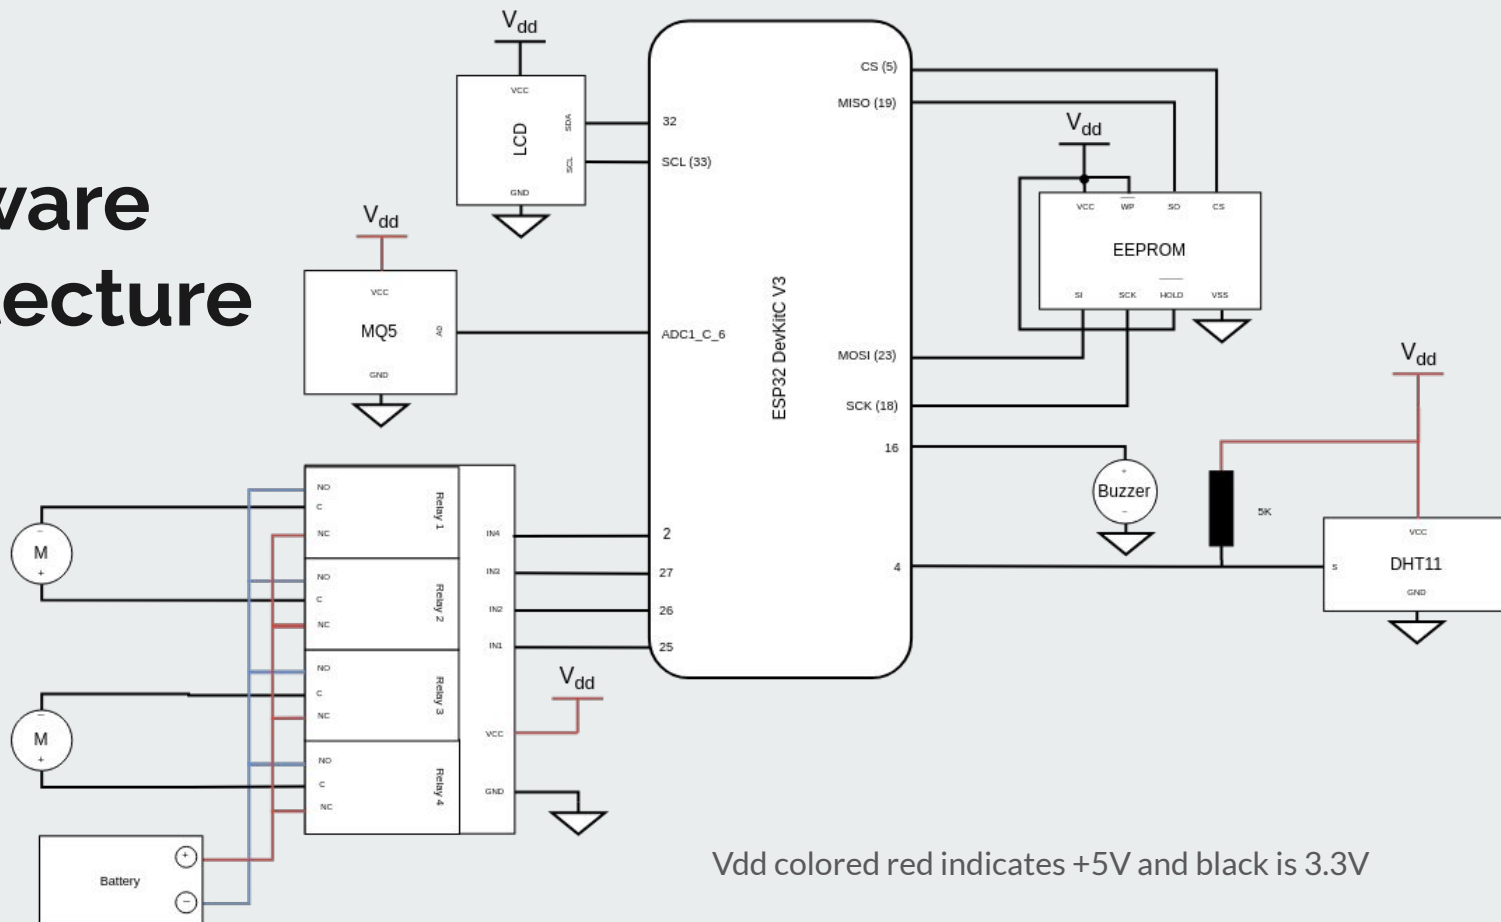 ware
tecture
Vdd
VCC
LCD
SDA
SCL
GND
Vdd
VCC
MQ5
GND
32
SCL (33)
ADC1_C_6
ESP32 DevKitC V3
2
27
26
25
CS (5)
MISO (19)
MOSI (23)
SCK (18)
16
4
Vdd
VCC
WP
SO
CS
EEPROM
SI
SCK
HOLD
VSS
Buzzer
+
−
Vdd
5K
VCC
S
DHT11
GND
NO
C
NC
Relay 1
NO
C
NC
Relay 2
NO
C
NC
Relay 3
NO
C
NC
Relay 4
IN4
IN3
IN2
IN1
VCC
GND
Vdd
−
M
+
−
M
+
Battery
+
−
Vdd colored red indicates +5V and black is 3.3V